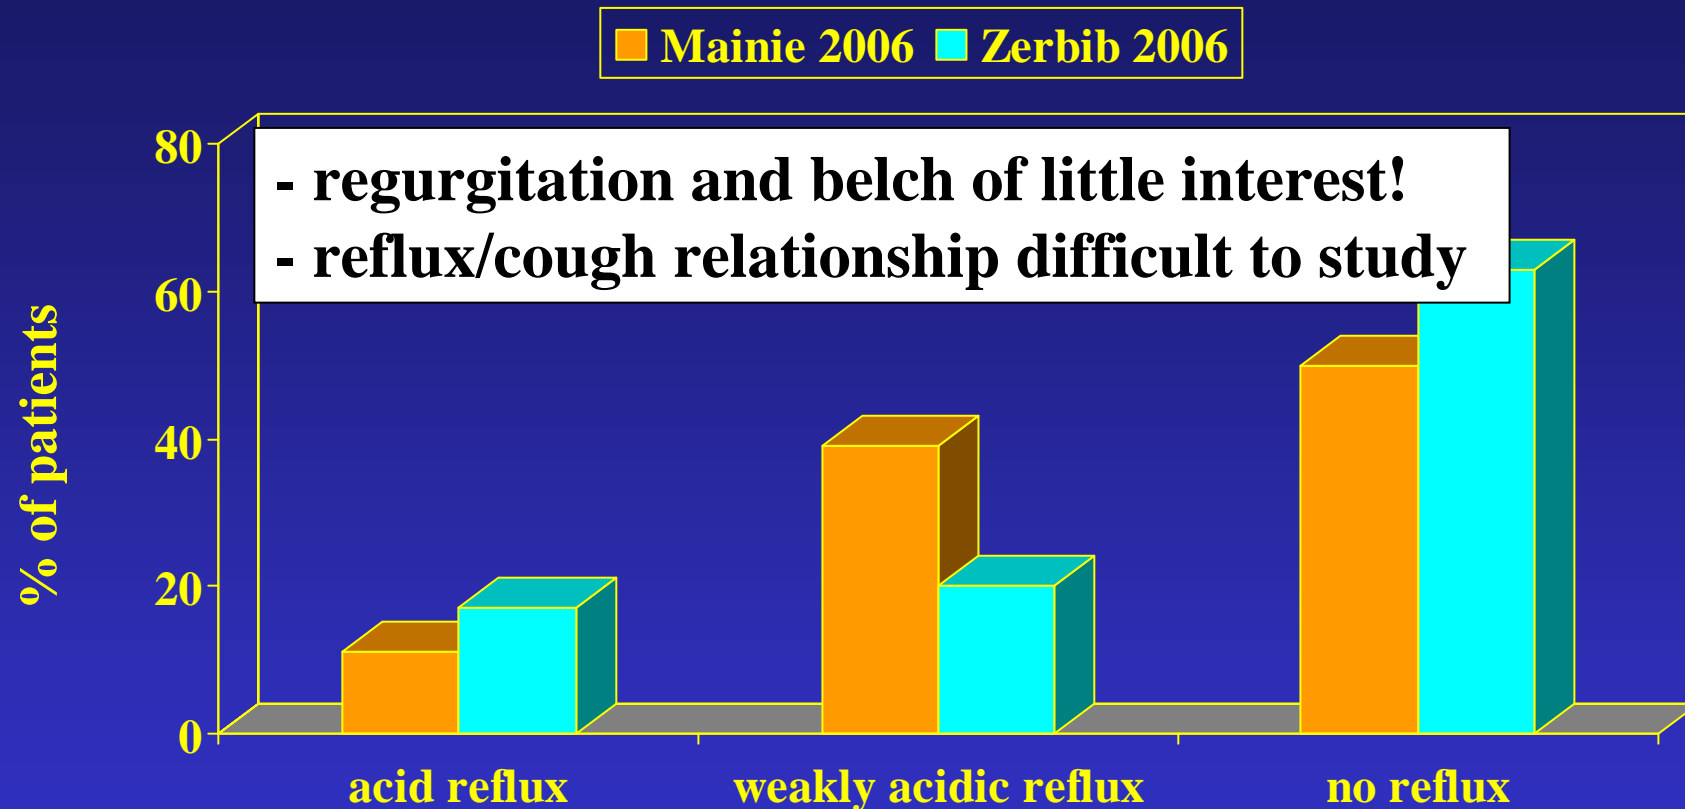 Mainie 2006 Zerbib 2006
- regurgitation and belch of little interest!
- reflux/cough relationship difficult to study
% of patients
80
60
40
20
0
acid reflux weakly acidic reflux no reflux